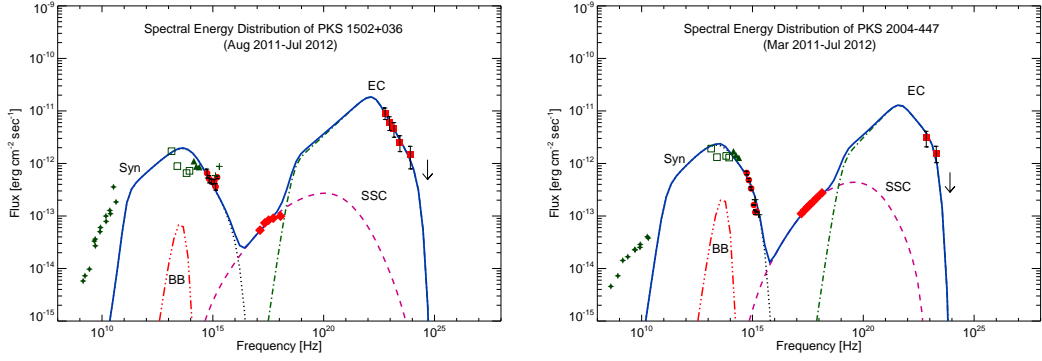 Spectral Energy Distribution of PKS 1502+036
(Aug 2011-Jul 2012)
Flux [erg cm⁻² sec⁻¹]
10⁻⁹
10⁻¹⁰
10⁻¹¹
10⁻¹²
10⁻¹³
10⁻¹⁴
10⁻¹⁵
EC
Syn
SSC
BB
10¹⁰
10¹⁵
10²⁰
10²⁵
Frequency [Hz]
Spectral Energy Distribution of PKS 2004-447
(Mar 2011-Jul 2012)
Flux [erg cm⁻² sec⁻¹]
10⁻⁹
10⁻¹⁰
10⁻¹¹
10⁻¹²
10⁻¹³
10⁻¹⁴
10⁻¹⁵
EC
Syn
SSC
BB
10¹⁰
10¹⁵
10²⁰
10²⁵
Frequency [Hz]